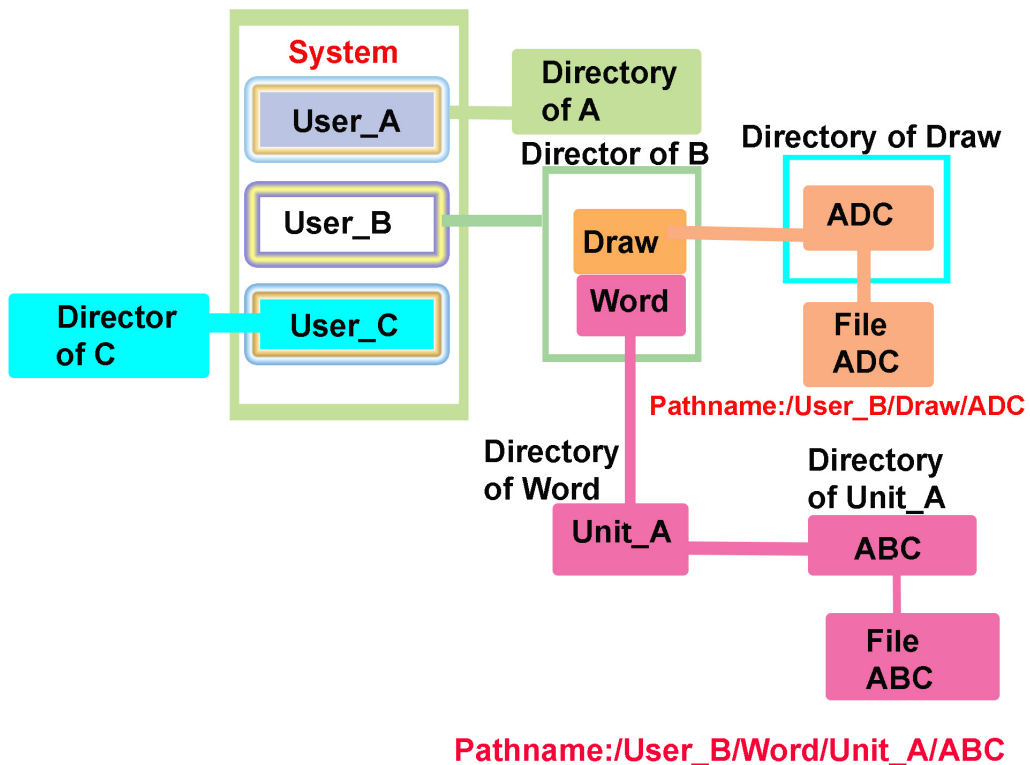 System
User_A
Directory
of A
Director of B
Directory of Draw
User_B
Draw
ADC
Word
Director
of C
User_C
File
ADC
Pathname:/User_B/Draw/ADC
Directory
of Word
Directory
of Unit_A
Unit_A
ABC
File
ABC
Pathname:/User_B/Word/Unit_A/ABC